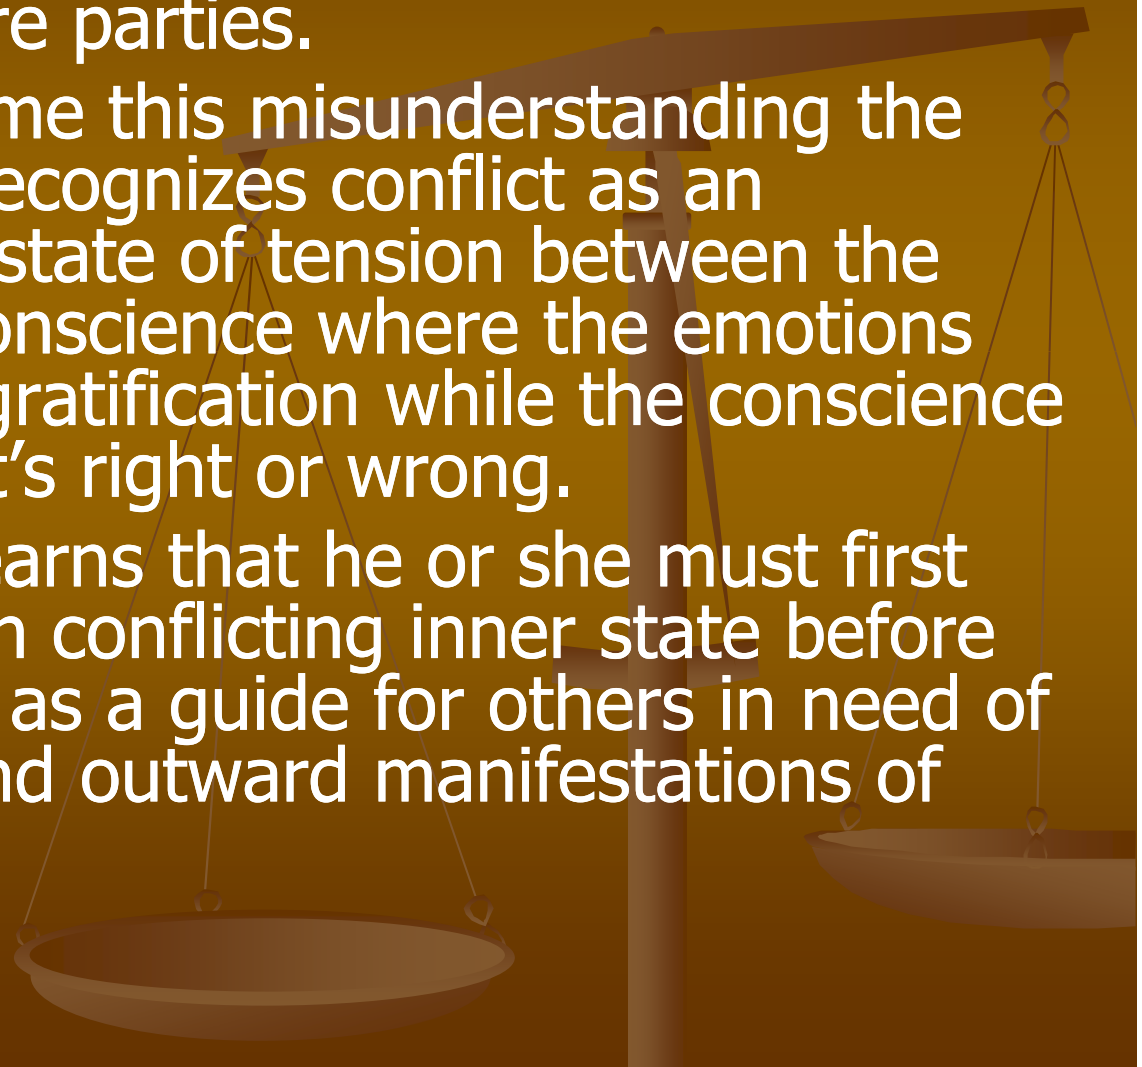 re parties.
me this misunderstanding the
ecognizes conflict as an
state of tension between the
onscience where the emotions
gratification while the conscience
t’s right or wrong.
earns that he or she must first
n conflicting inner state before
as a guide for others in need of
nd outward manifestations of